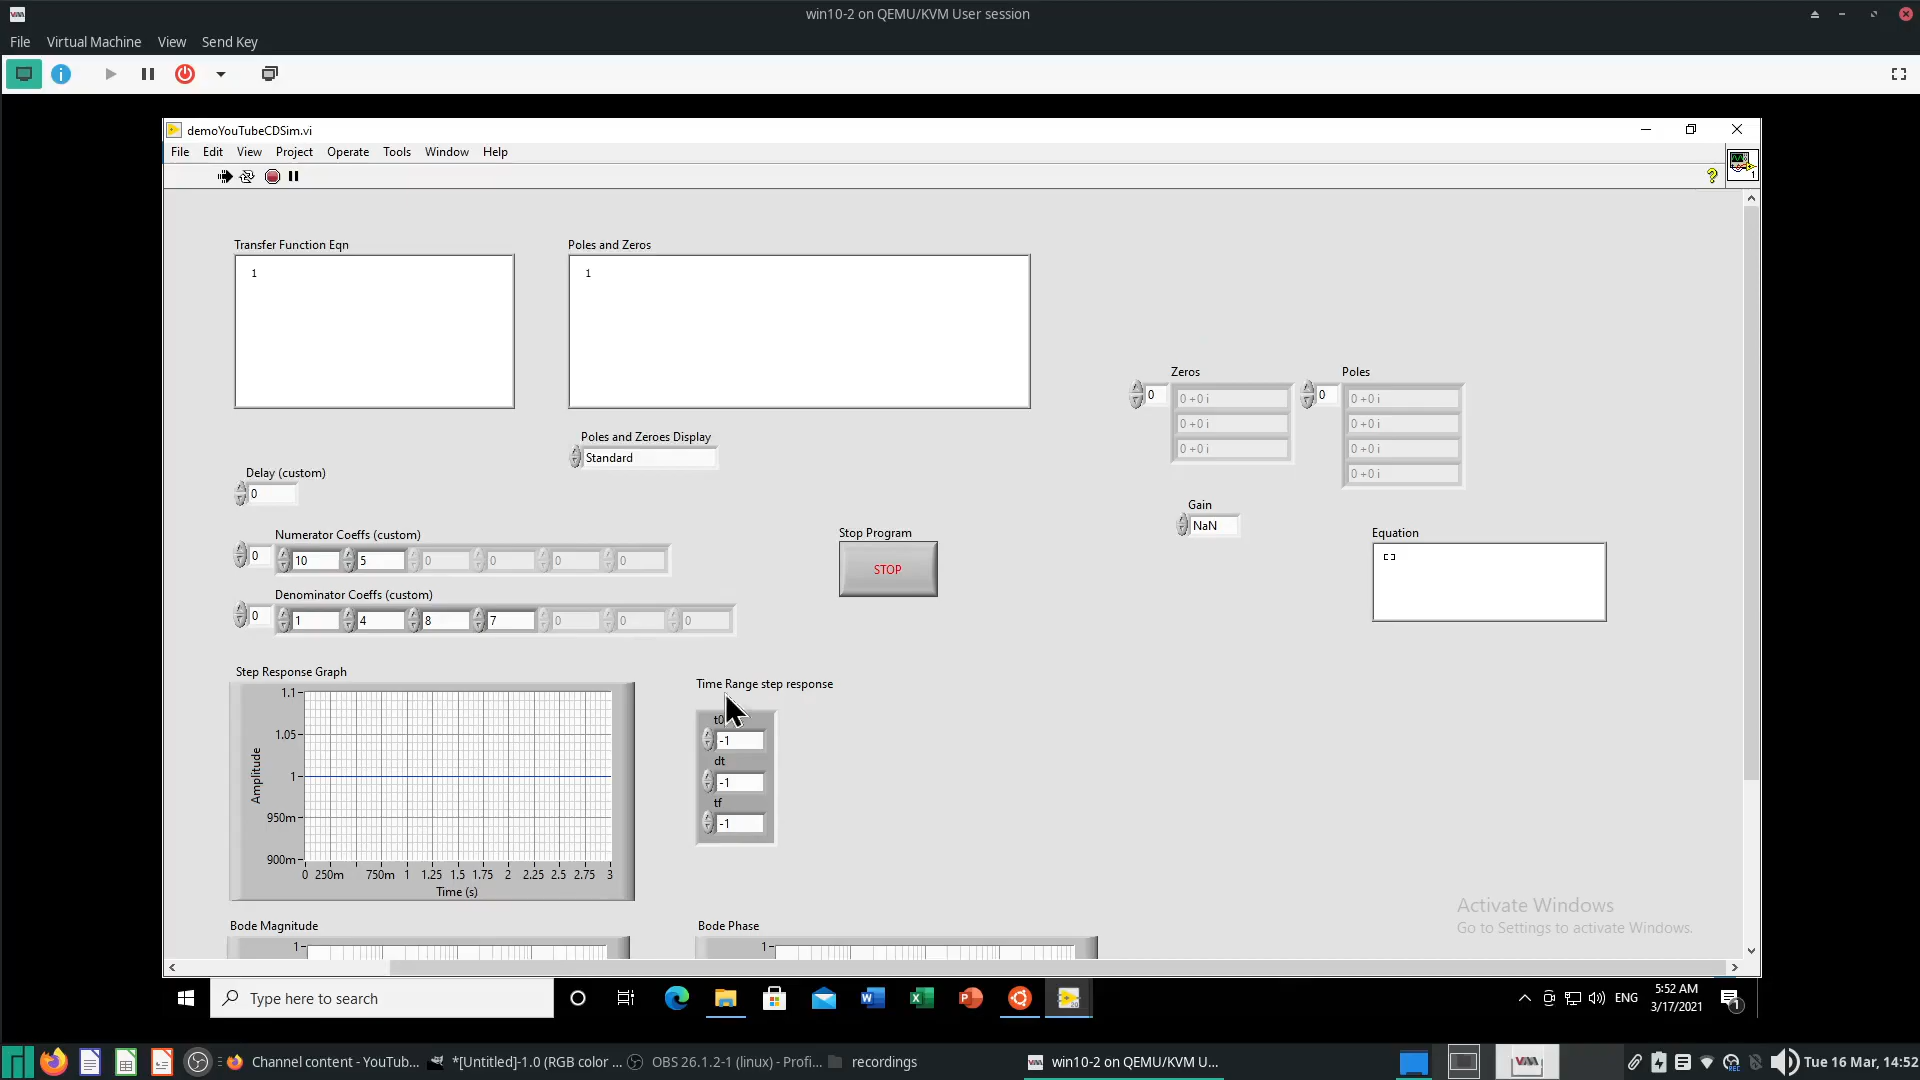 win10-2 on QEMU/KVM User session
File Virtual Machine View Send Key
demoYouTubeCDSim.vi
File Edit View Project Operate Tools Window Help
1
Transfer Function Eqn
1
Poles and Zeros
1
Zeros
0
0 +0 i
0 +0 i
0 +0 i
Poles
0
0 +0 i
0 +0 i
0 +0 i
0 +0 i
Poles and Zeroes Display
Standard
Delay (custom)
0
Gain
NaN
Numerator Coeffs (custom)
0 10 5 0 0 0 0
Stop Program
STOP
Equation
Denominator Coeffs (custom)
0 1 4 8 7 0 0 0
Step Response Graph
1.1
1.05
1
950m
900m
Amplitude
0 250m 750m 1 1.25 1.5 1.75 2 2.25 2.5 2.75 3
Time (s)
Time Range step response
t0
-1
dt
-1
tf
-1
Bode Magnitude
1
Bode Phase
1
Activate Windows
Go to Settings to activate Windows.
Type here to search
ENG
5:52 AM
3/17/2021
1
Channel content - YouTub...
*[Untitled]-1.0 (RGB color ...
OBS 26.1.2-1 (linux) - Profi...
recordings
win10-2 on QEMU/KVM U...
Tue 16 Mar, 14:52